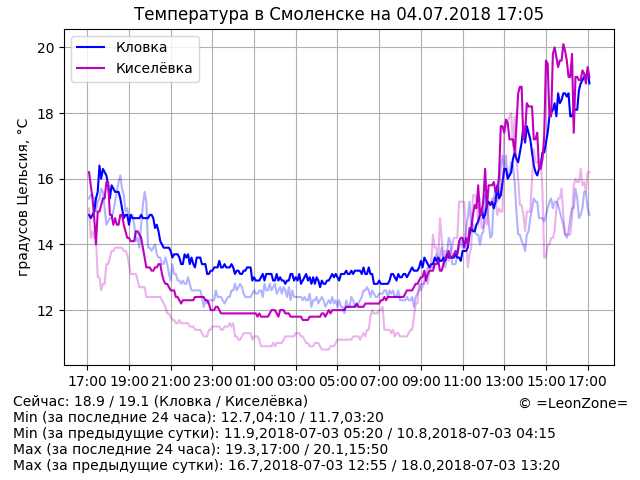 Температура в Смоленске на 04.07.2018 17:05
Кловка
Киселёвка
градусов Цельсия, °C
20
18
16
14
12
17:00 19:00 21:00 23:00 01:00 03:00 05:00 07:00 09:00 11:00 13:00 15:00 17:00
Сейчас: 18.9 / 19.1 (Кловка / Киселёвка)
© =LeonZone=
Min (за последние 24 часа): 12.7,04:10 / 11.7,03:20
Min (за предыдущие сутки): 11.9,2018-07-03 05:20 / 10.8,2018-07-03 04:15
Max (за последние 24 часа): 19.3,17:00 / 20.1,15:50
Max (за предыдущие сутки): 16.7,2018-07-03 12:55 / 18.0,2018-07-03 13:20